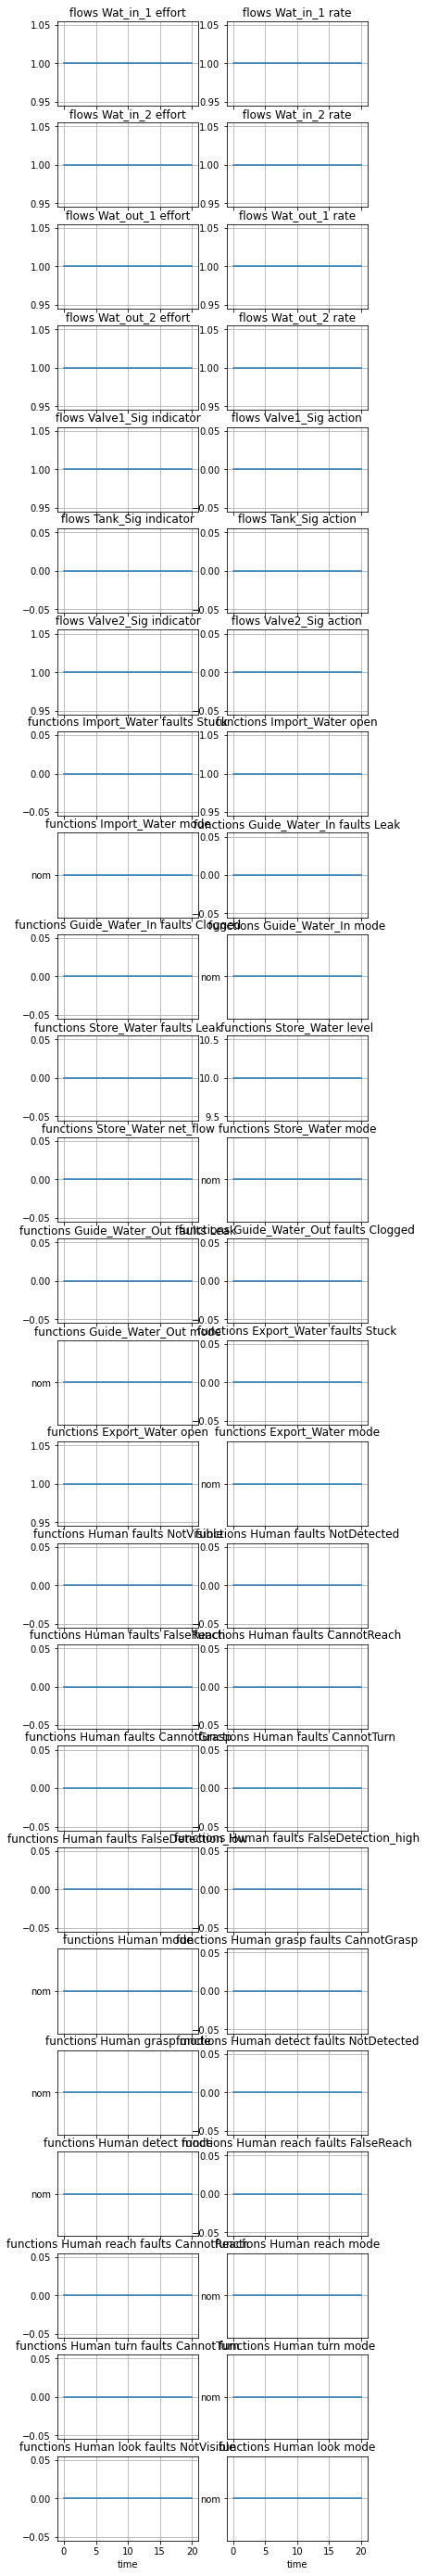 flows Wat_in_1 effort flows Wat_in_1 rate
1.05 1.05
1.00 1.00
0.95 0.95
flows Wat_in_2 effort flows Wat_in_2 rate
1.05 1.05
1.00 1.00
0.95 0.95
flows Wat_out_1 effort flows Wat_out_1 rate
1.05 1.05
1.00 1.00
0.95 0.95
flows Wat_out_2 effort flows Wat_out_2 rate
1.05 1.05
1.00 1.00
0.95 0.95
flows Valve1_Sig indicator flows Valve1_Sig action
1.05 0.05
1.00 0.00
0.95 −0.05
flows Tank_Sig indicator flows Tank_Sig action
0.05 0.05
0.00 0.00
−0.05 −0.05
flows Valve2_Sig indicator flows Valve2_Sig action
1.05 0.05
1.00 0.00
0.95 −0.05
functions Import_Water faults Stuck functions Import_Water open
0.05 1.05
0.00 1.00
−0.05 0.95
functions Import_Water mode functions Guide_Water_In faults Leak
0.05
nom 0.00
−0.05
functions Guide_Water_In faults Clogged functions Guide_Water_In mode
0.05
0.00 nom
−0.05
functions Store_Water faults Leak functions Store_Water level
0.05 10.5
0.00 10.0
−0.05 9.5
functions Store_Water net_flow functions Store_Water mode
0.05
0.00 nom
−0.05
functions Guide_Water_Out faults Leak functions Guide_Water_Out faults Clogged
0.05 0.05
0.00 0.00
−0.05 −0.05
functions Guide_Water_Out mode functions Export_Water faults Stuck
0.05
nom 0.00
−0.05
functions Export_Water open functions Export_Water mode
1.05
1.00 nom
0.95
functions Human faults NotVisible functions Human faults NotDetected
0.05 0.05
0.00 0.00
−0.05 −0.05
functions Human faults FalseReach functions Human faults CannotReach
0.05 0.05
0.00 0.00
−0.05 −0.05
functions Human faults CannotGrasp functions Human faults CannotTurn
0.05 0.05
0.00 0.00
−0.05 −0.05
functions Human faults FalseDetection_low functions Human faults FalseDetection_high
0.05 0.05
0.00 0.00
−0.05 −0.05
functions Human mode functions Human grasp faults CannotGrasp
0.05
nom 0.00
−0.05
functions Human grasp mode functions Human detect faults NotDetected
0.05
nom 0.00
−0.05
functions Human detect mode functions Human reach faults FalseReach
0.05
nom 0.00
−0.05
functions Human reach faults CannotReach functions Human reach mode
0.05
0.00 nom
−0.05
functions Human turn faults CannotTurn functions Human turn mode
0.05
0.00 nom
−0.05
functions Human look faults NotVisible functions Human look mode
0.05
0.00 nom
−0.05
0 5 10 15 20 0 5 10 15 20
time time